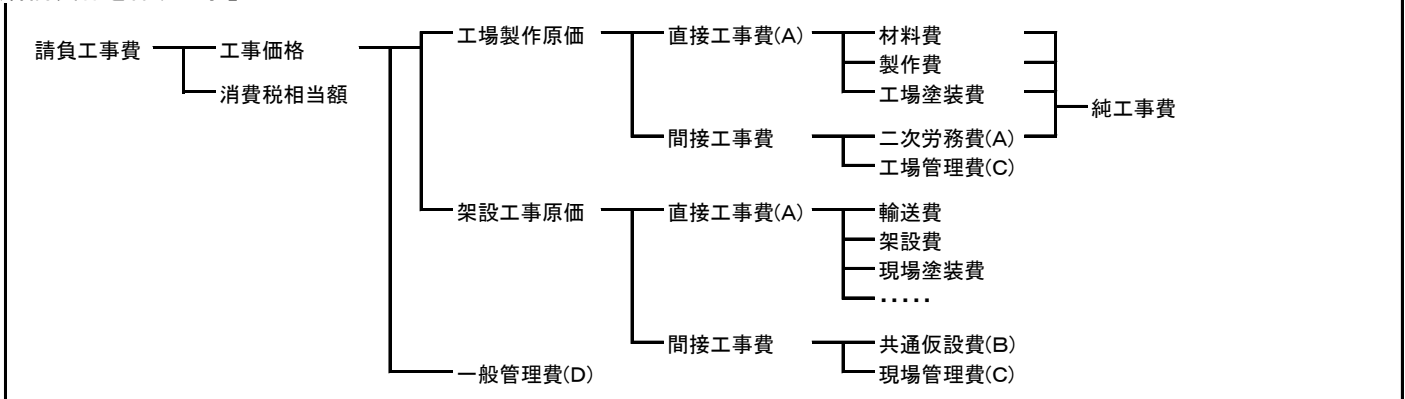 請負工事費 工事価格 工場製作原価 直接工事費(A) 材料費
製作費
消費税相当額 工場塗装費
純工事費
間接工事費 二次労務費(A)
工場管理費(C)
架設工事原価 直接工事費(A) 輸送費
架設費
現場塗装費
・・・・・
間接工事費 共通仮設費(B)
一般管理費(D) 現場管理費(C)